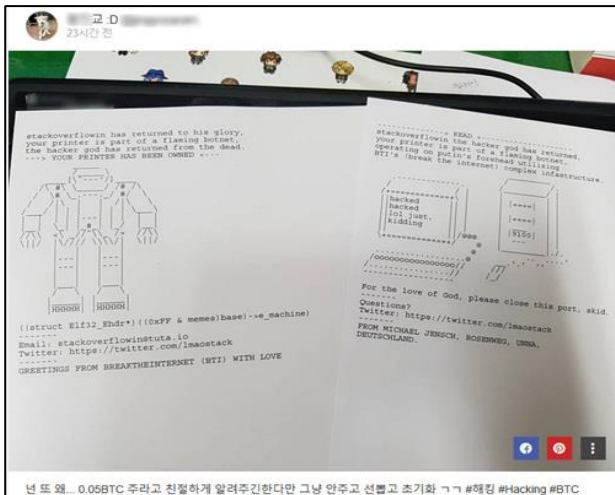 교 :D
23시간 전
stackoverflowin has returned to his glory,
your printer is part of a flaming botnet,
the hacker god has returned from the dead.
YOUR PRINTER HAS BEEN OWNED
HHHHH HHHHH
((struct Elf32_Ehdr*)((0xFF & memes)base)->e_machine)
Email: stackoverflowin@tuta.io
Twitter: https://twitter.com/lmaostack
GREETINGS FROM BREAKTHEINTERNET (BTI) WITH LOVE
READ
stackoverflowin the hacker god has returned,
your printer is part of a flaming botnet,
operating on putin's forehead utilising
BTI's (break the internet) complex infastructure.
hacked
hacked
lol just,
kidding
9100
For the love of God, please close this port, skid.
Questions?
Twitter: https://twitter.com/lmaostack
FROM MICHAEL JENSCH, ROSENWEG, UNNA,
DEUTSCHLAND.
넌 또 왜... 0.05BTC 주라고 친절하게 알려주긴한다만 그냥 안주고 선뽑고 초기화 ㄱㄱ #해킹 #Hacking #BTC